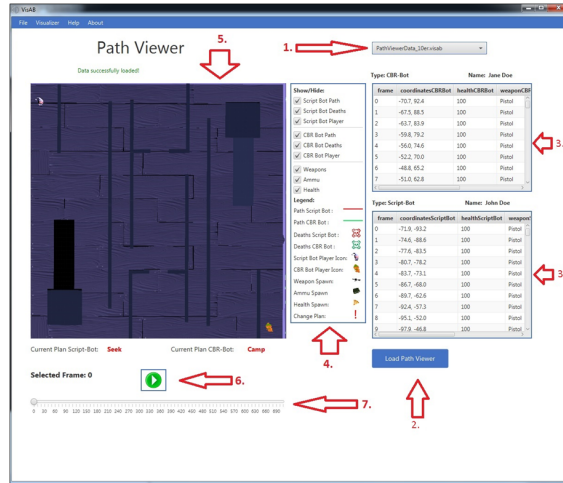 VisAB
File Visualizer Help About
Path Viewer
5.
1.
PathViewerData_10er.visab
Data successfully loaded!
Type: CBR-Bot Name: Jane Doe
frame coordinatesCBRBot healthCBRBot weaponCBR
0 -70.7, 92.4 100 Pistol
1 -67.5, 88.5 100 Pistol
2 -63.7, 83.9 100 Pistol
3 -59.8, 79.2 100 Pistol
4 -56.0, 74.6 100 Pistol
5 -52.2, 70.0 100 Pistol
6 -48.8, 65.2 100 Pistol
7 -51.0, 62.8 100 Pistol
3.
Show/Hide:
Script Bot Path
Script Bot Deaths
Script Bot Player
CBR Bot Path
CBR Bot Deaths
CBR Bot Player
Weapons
Ammu
Health
Legend:
Path Script Bot :
Path CBR Bot :
Deaths Script Bot :
Deaths CBR Bot :
Script Bot Player Icon:
CBR Bot Player Icon:
Weapon Spawn:
Ammu Spawn
Health Spawn:
Change Plan:
4.
Type: Script-Bot Name: John Doe
frame coordinatesScriptBot healthScriptBot weaponS
0 -71.9, -93.2 100 Pistol
1 -74.6, -88.6 100 Pistol
2 -77.6, -83.5 100 Pistol
3 -80.7, -78.2 100 Pistol
4 -83.7, -73.1 100 Pistol
5 -86.7, -68.0 100 Pistol
6 -89.7, -62.6 100 Pistol
7 -92.4, -57.3 100 Pistol
8 -95.1, -52.0 100 Pistol
9 -97.9, -46.8 100 Pistol
3.
Current Plan Script-Bot: Seek Current Plan CBR-Bot: Camp
Load Path Viewer
2.
Selected Frame: 0
6.
7.
0 30 60 90 120 150 180 210 240 270 300 330 360 390 420 450 480 510 540 570 600 630 660 690